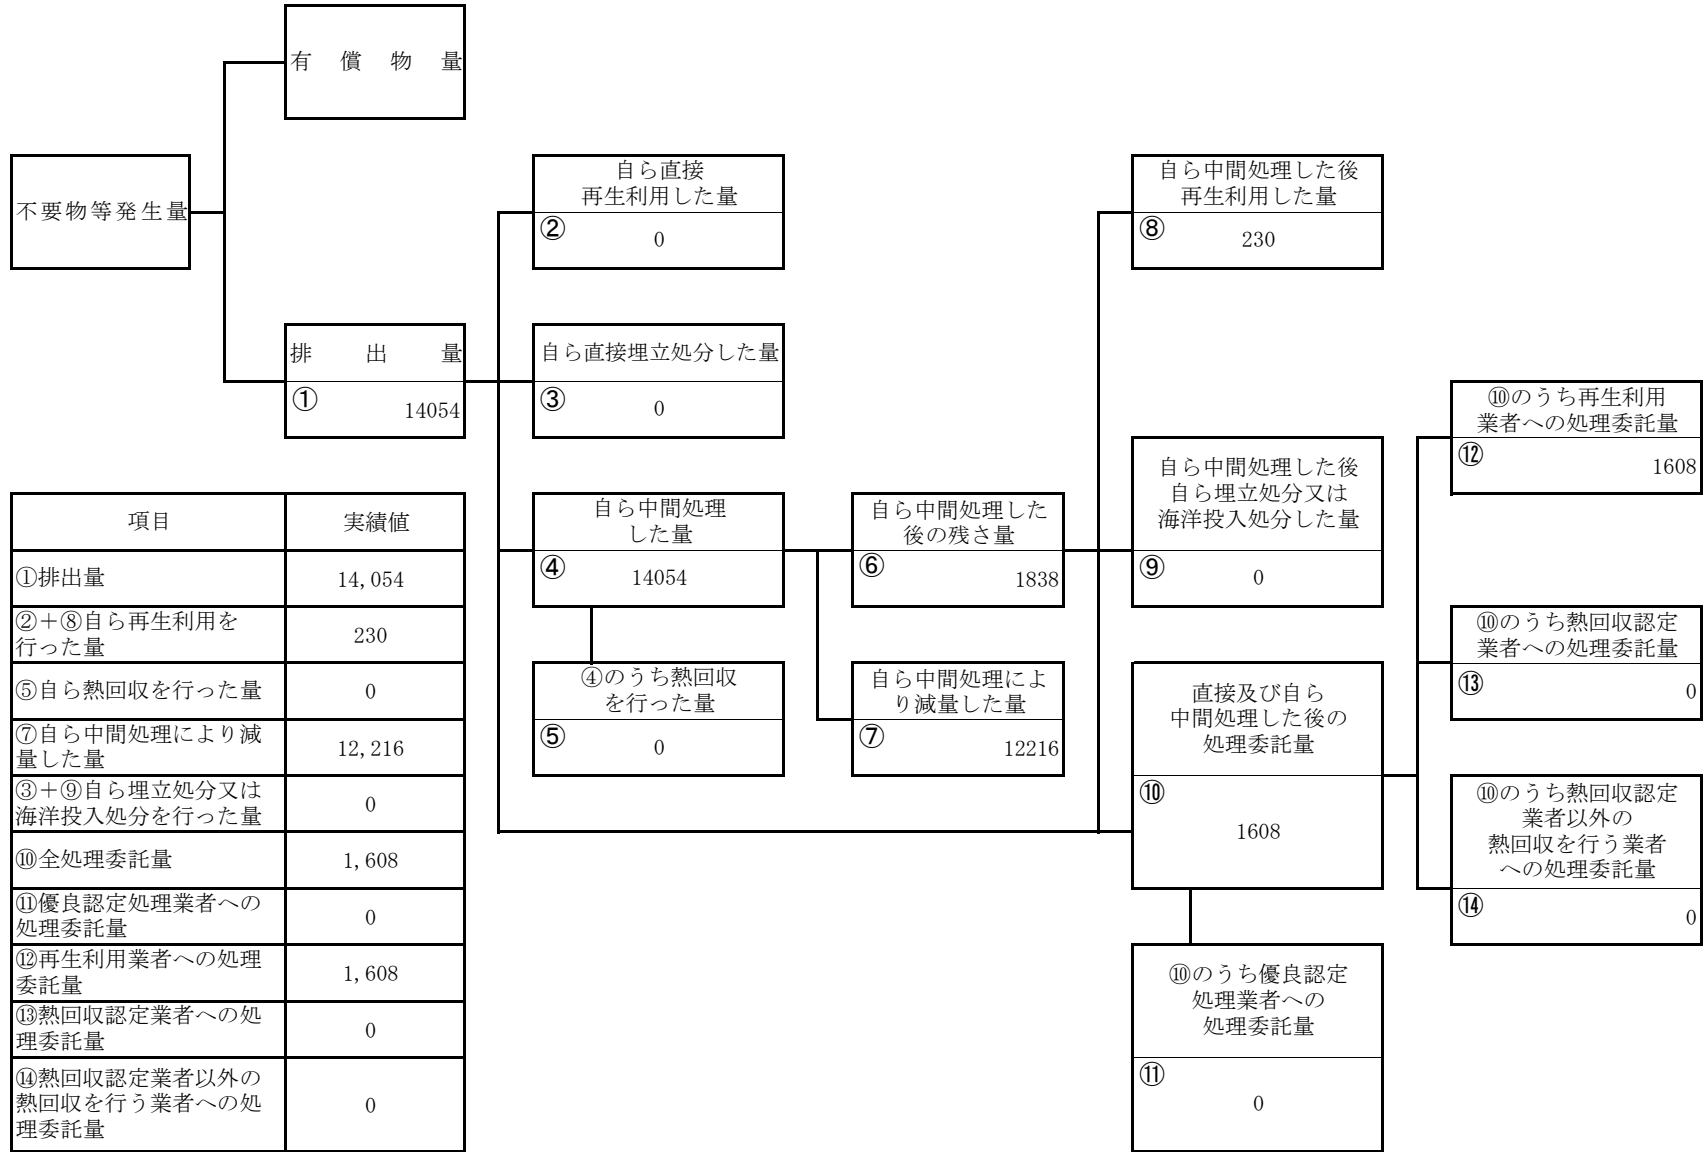 有償物量
不要物等発生量
排出量
①
14054
自ら直接
再生利用した量
②
0
自ら直接埋立処分した量
③
0
自ら中間処理
した量
④
14054
④のうち熱回収
を行った量
⑤
0
自ら中間処理した
後の残さ量
⑥
1838
自ら中間処理によ
り減量した量
⑦
12216
自ら中間処理した後
再生利用した量
⑧
230
自ら中間処理した後
自ら埋立処分又は
海洋投入処分した量
⑨
0
直接及び自ら
中間処理した後の
処理委託量
⑩
1608
⑩のうち優良認定
処理業者への
処理委託量
⑪
0
⑩のうち再生利用
業者への処理委託量
⑫
1608
⑩のうち熱回収認定
業者への処理委託量
⑬
0
⑩のうち熱回収認定
業者以外の
熱回収を行う業者
への処理委託量
⑭
0
項目 実績値
①排出量 14,054
②＋⑧自ら再生利用を
行った量 230
⑤自ら熱回収を行った量 0
⑦自ら中間処理により減
量した量 12,216
③＋⑨自ら埋立処分又は
海洋投入処分を行った量 0
⑩全処理委託量 1,608
⑪優良認定処理業者への
処理委託量 0
⑫再生利用業者への処理
委託量 1,608
⑬熱回収認定業者への処
理委託量 0
⑭熱回収認定業者以外の
熱回収を行う業者への処
理委託量 0